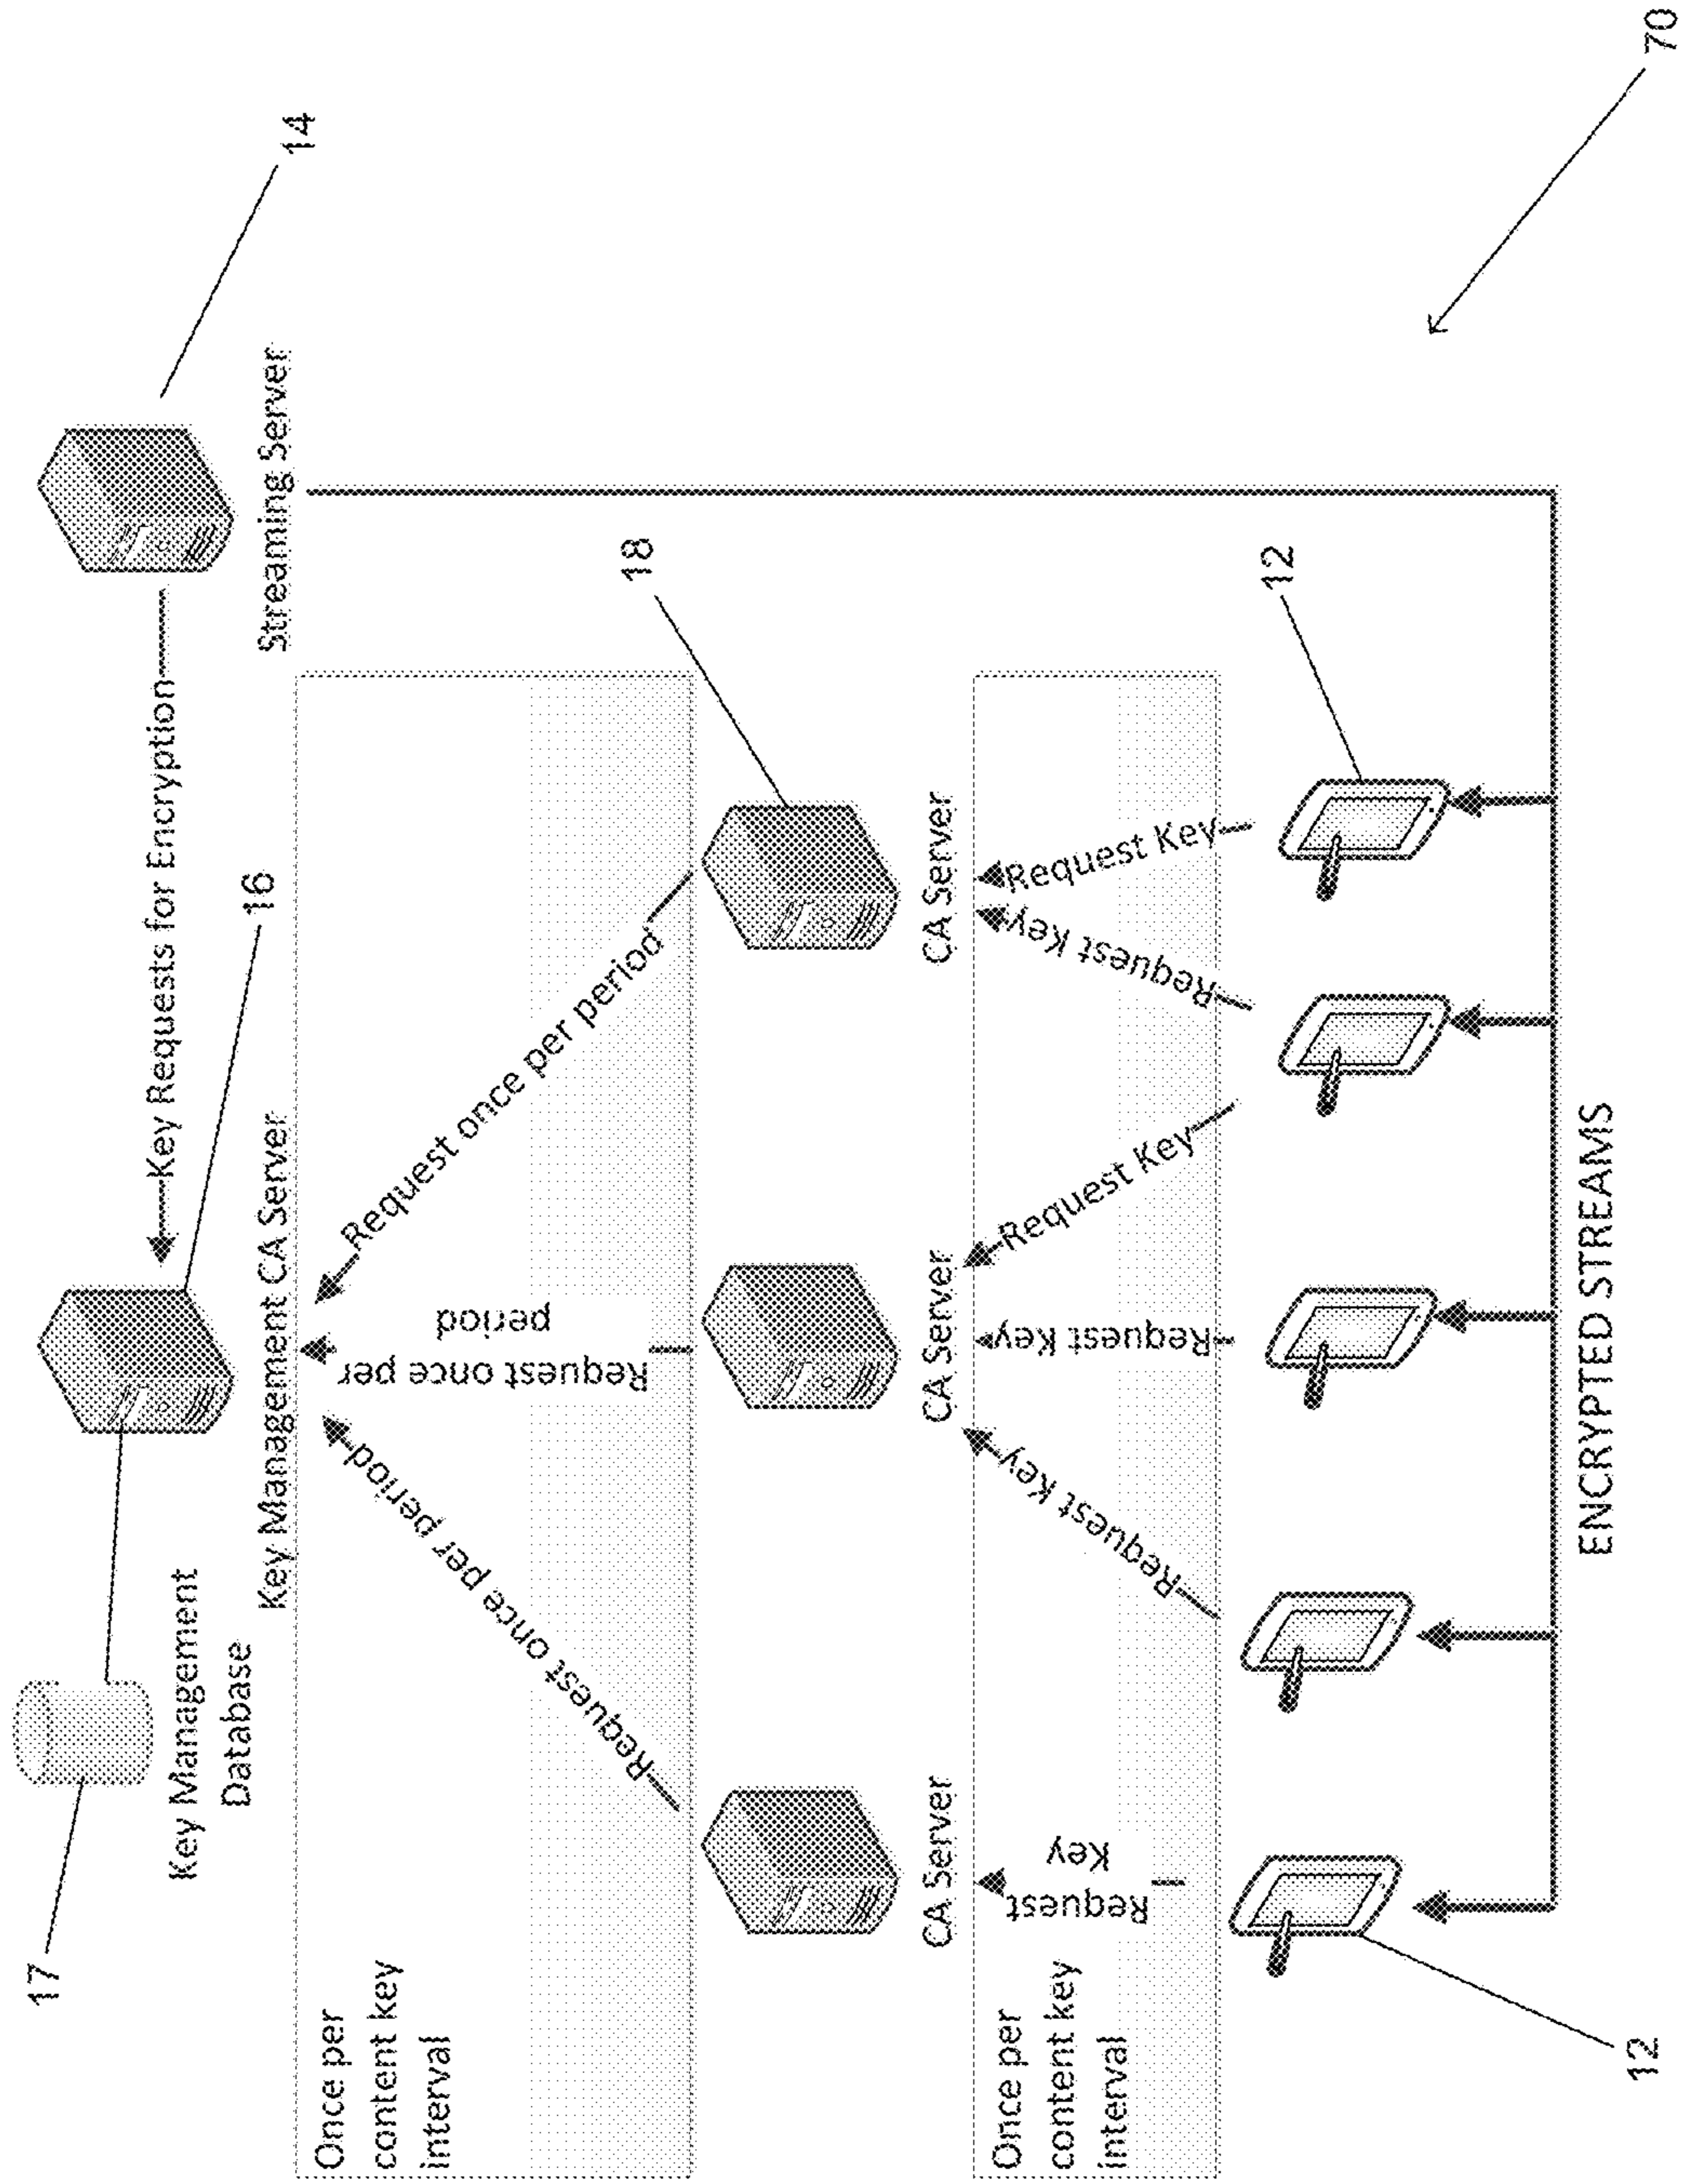 17
Key Management
Database
16
Key Management CA Server
Key Requests for Encryption
14
Streaming Server
Once per
content key
interval
Request once per period
Request once per
period
Request once per period
CA Server
CA Server
CA Server
18
Once per
content key
interval
Request
Key
Request Key
Request Key
Request Key
Request Key
Request Key
12
12
ENCRYPTED STREAMS
70